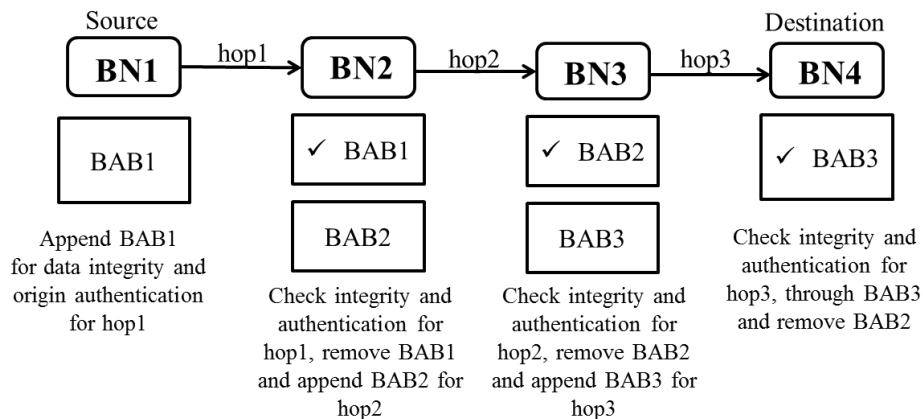 Source
Destination
hop1
hop2
hop3
BN1
BN2
BN3
BN4
BAB1
✓ BAB1
✓ BAB2
✓ BAB3
BAB2
BAB3
Append BAB1
for data integrity and
origin authentication
for hop1
Check integrity and
authentication for
hop1, remove BAB1
and append BAB2 for
hop2
Check integrity and
authentication for
hop2, remove BAB2
and append BAB3 for
hop3
Check integrity and
authentication for
hop3, through BAB3
and remove BAB2